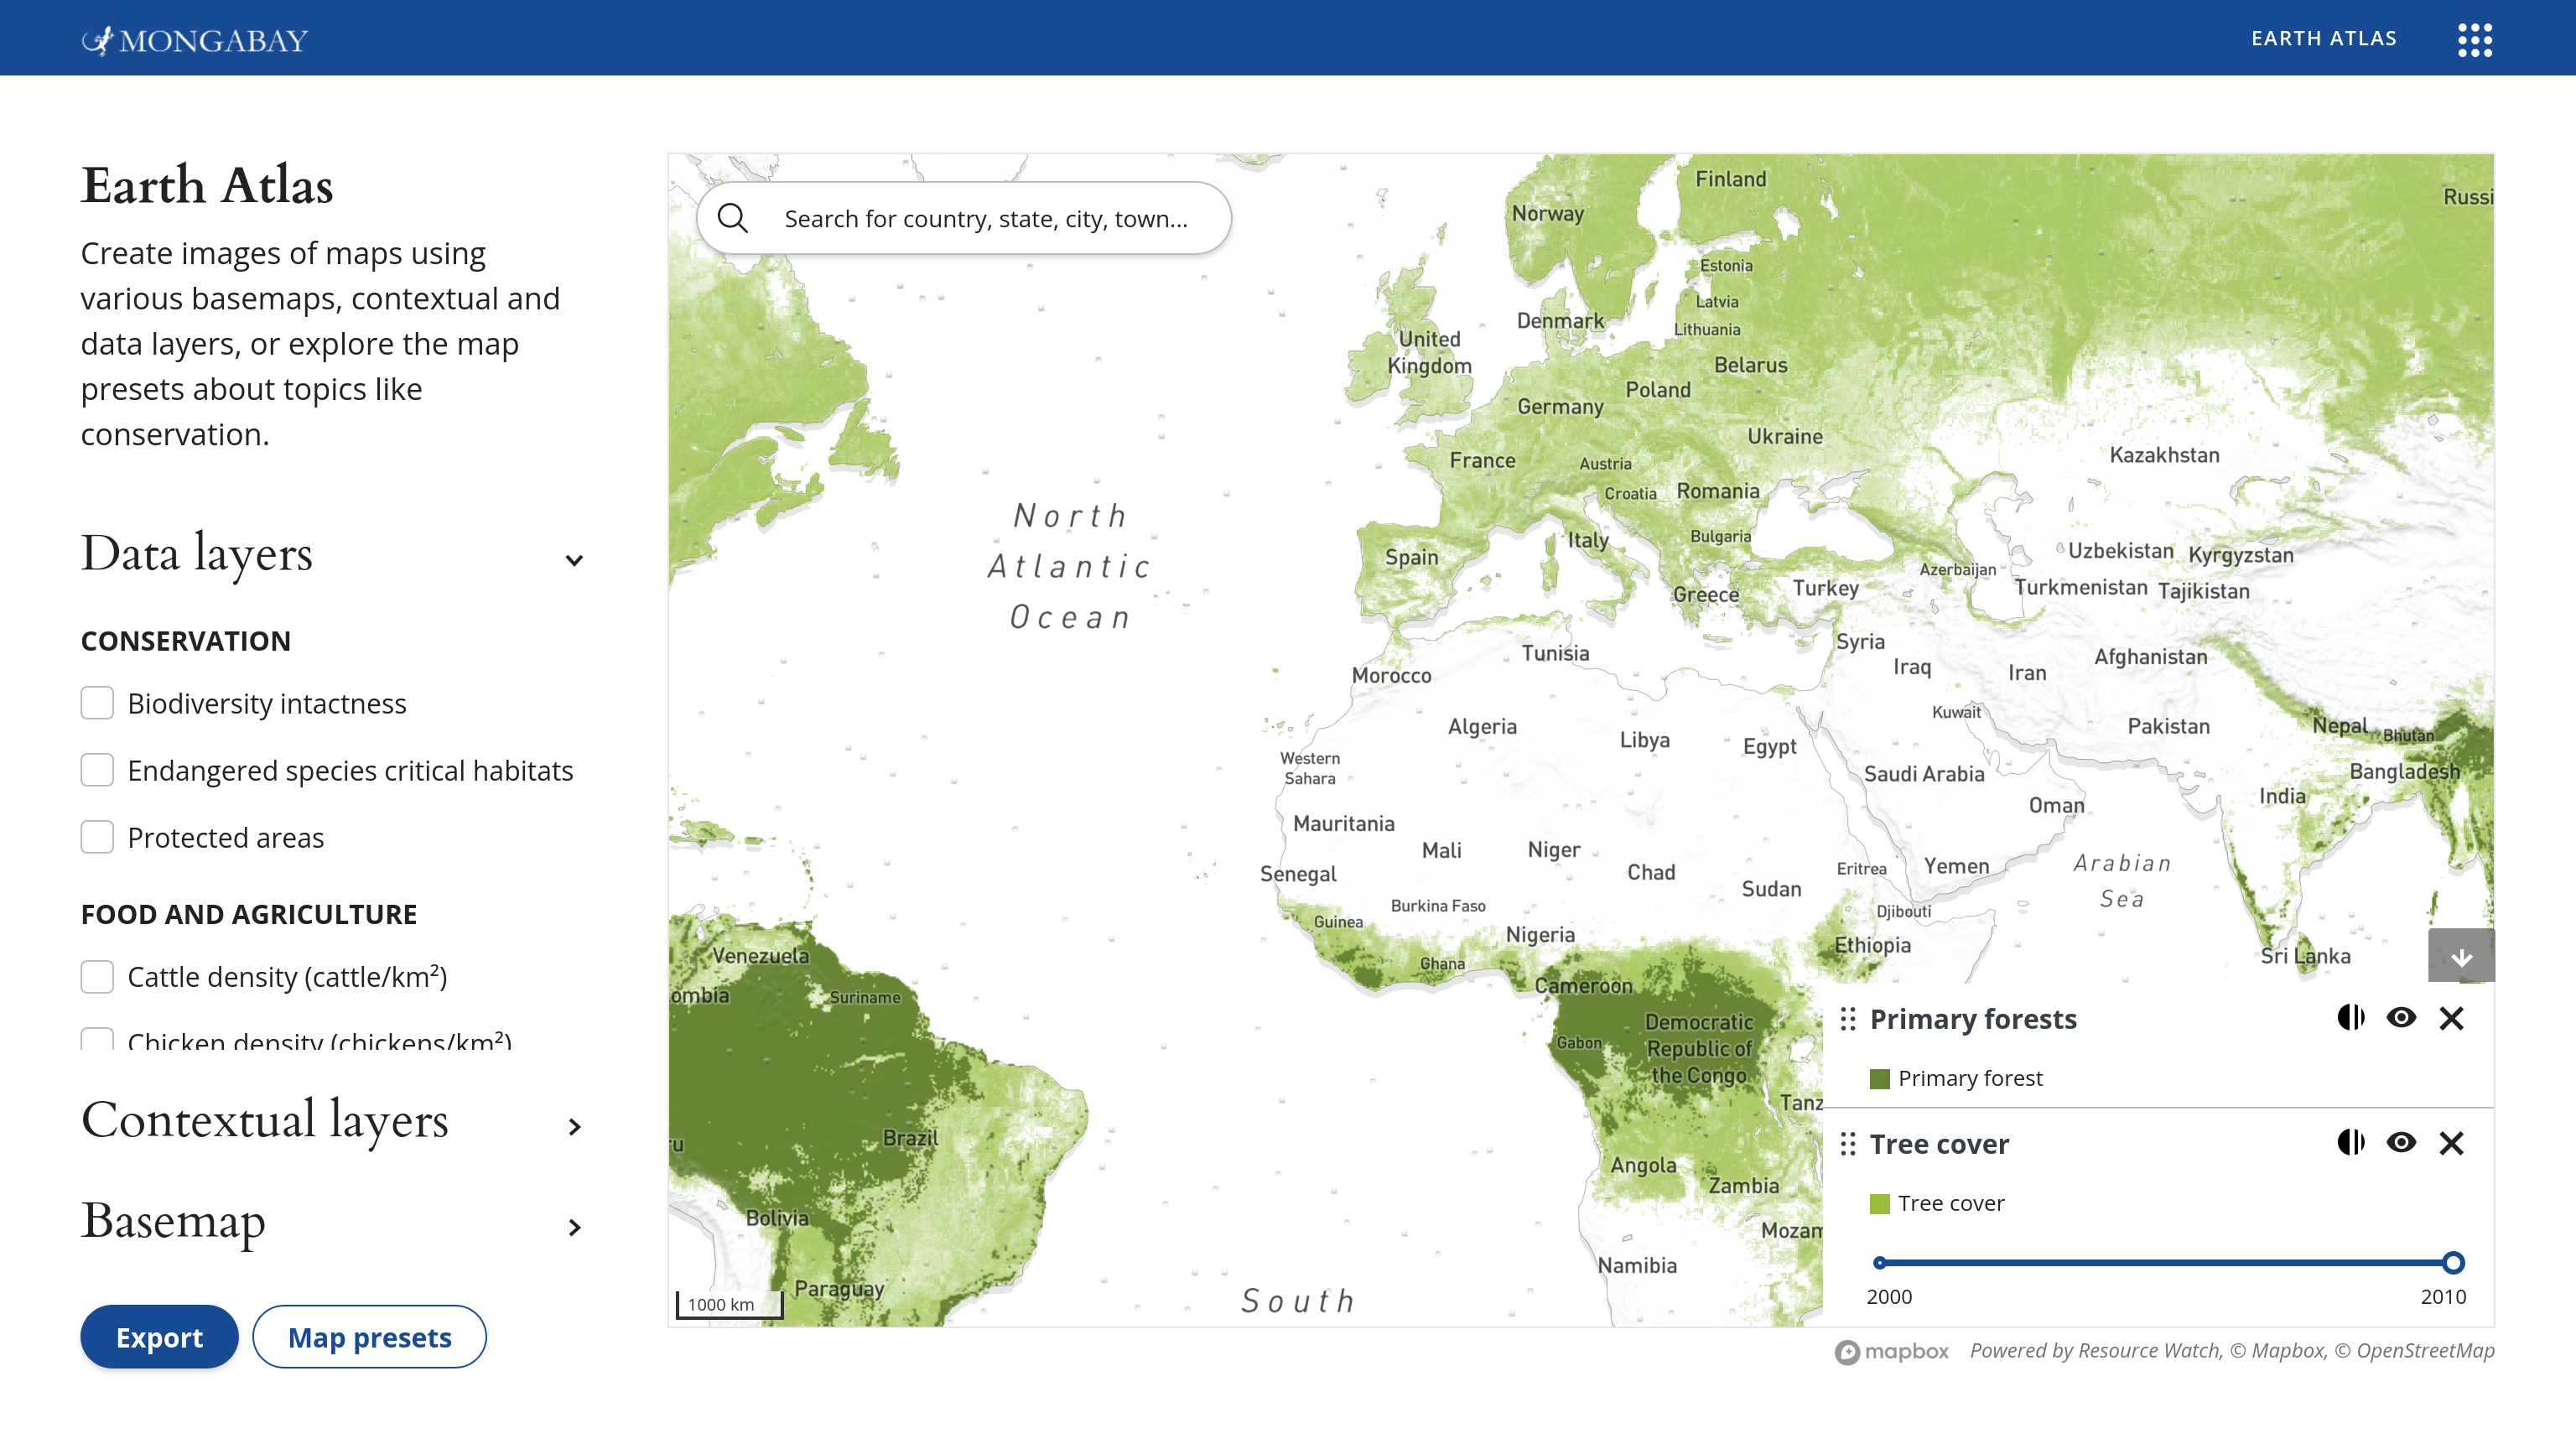 MONGABAY
EARTH ATLAS
Earth Atlas
Create images of maps using
various basemaps, contextual and
data layers, or explore the map
presets about topics like
conservation.
Data layers
CONSERVATION
Biodiversity intactness
Endangered species critical habitats
Protected areas
FOOD AND AGRICULTURE
Cattle density (cattle/km²)
Chicken density (chickens/km²)
Contextual layers
Basemap
Export
Map presets
Search for country, state, city, town...
Finland
Russi
Norway
Estonia
Latvia
Denmark
Lithuania
United
Kingdom
Belarus
Poland
Germany
Ukraine
Kazakhstan
France
Austria
Croatia
Romania
North
Atlantic
Ocean
Bulgaria
Italy
Spain
Uzbekistan
Kyrgyzstan
Azerbaijan
Turkmenistan
Tajikistan
Greece
Turkey
Syria
Tunisia
Afghanistan
Iraq
Iran
Morocco
Kuwait
Algeria
Libya
Egypt
Pakistan
Nepal
Bhutan
Western
Sahara
Saudi Arabia
Bangladesh
India
Oman
Mauritania
Mali
Niger
Chad
Senegal
Eritrea
Yemen
Arabian
Sea
Sudan
Burkina Faso
Djibouti
Guinea
Nigeria
Ethiopia
Ghana
Sri Lanka
Venezuela
ombia
Suriname
Cameroon
Democratic
Republic of
the Congo
Gabon
Tanz
Brazil
ru
Angola
Zambia
Bolivia
Mozam
Namibia
Paraguay
South
1000 km
Primary forests
Primary forest
Tree cover
Tree cover
2000
2010
mapbox
Powered by Resource Watch, © Mapbox, © OpenStreetMap